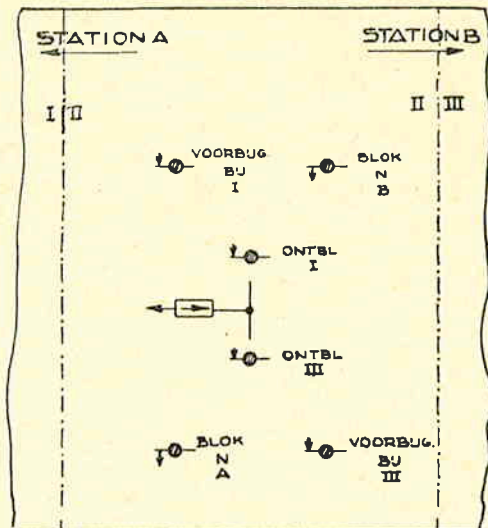 STATION A
STATION B
I II
II III
VOORBIJG.
BIJ
I
BLOK
N
B
ONTBL
I
ONTBL
III
BLOK
N
A
VOORBIJG.
BIJ
III